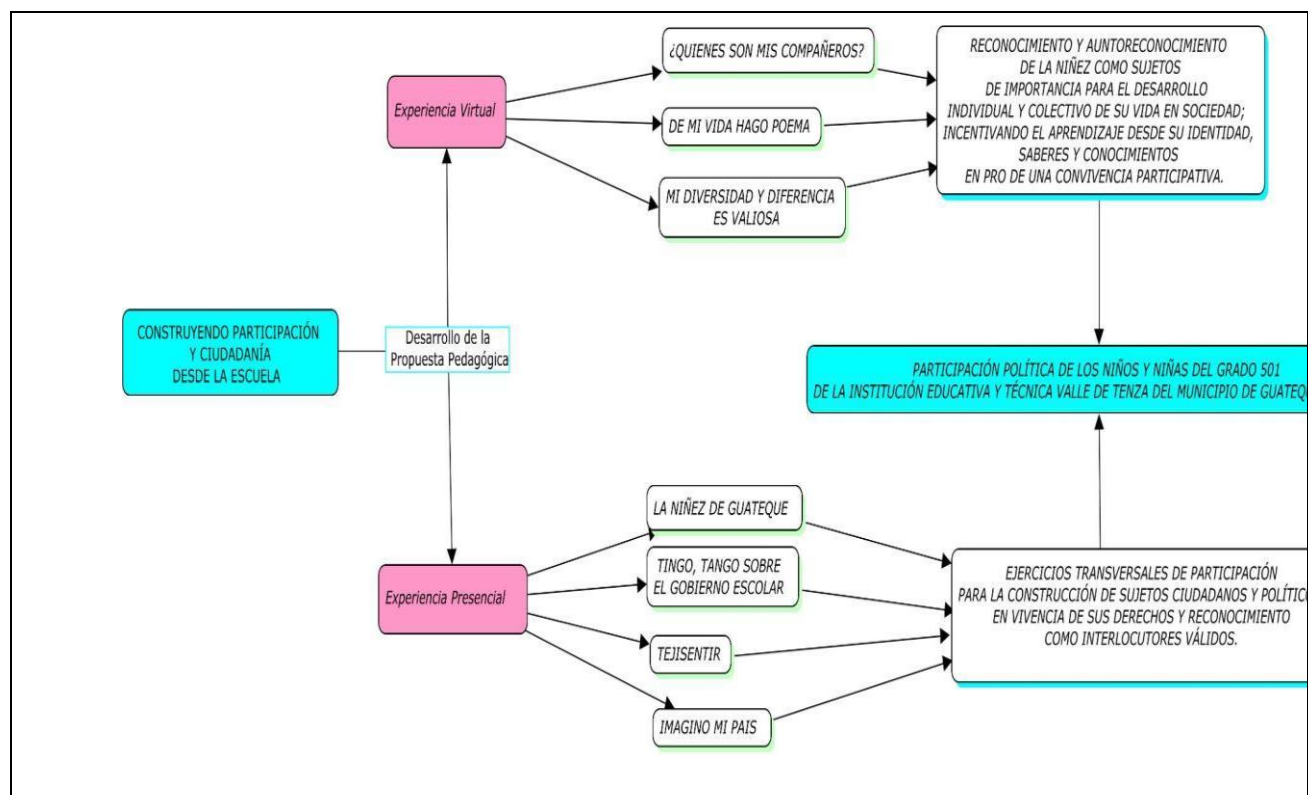 ¿QUIENES SON MIS COMPAÑEROS?
RECONOCIMIENTO Y AUNTORECONOCIMIENTO
DE LA NIÑEZ COMO SUJETOS
DE IMPORTANCIA PARA EL DESARROLLO
INDIVIDUAL Y COLECTIVO DE SU VIDA EN SOCIEDAD;
INCENTIVANDO EL APRENDIZAJE DESDE SU IDENTIDAD,
SABERES Y CONOCIMIENTOS
EN PRO DE UNA CONVIVENCIA PARTICIPATIVA.
Experiencia Virtual
DE MI VIDA HAGO POEMA
MI DIVERSIDAD Y DIFERENCIA
ES VALIOSA
CONSTRUYENDO PARTICIPACIÓN
Y CIUDADANÍA
DESDE LA ESCUELA
Desarrollo de la
Propuesta Pedagógica
PARTICIPACIÓN POLÍTICA DE LOS NIÑOS Y NIÑAS DEL GRADO 501
DE LA INSTITUCIÓN EDUCATIVA Y TÉCNICA VALLE DE TENZA DEL MUNICIPIO DE
LA NIÑEZ DE GUATEQUE
TINGO, TANGO SOBRE
EL GOBIERNO ESCOLAR
Experiencia Presencial
TEJISENTIR
IMAGINO MI PAIS
EJERCICIOS TRANSVERSALES DE PARTICIPACIÓN
PARA LA CONSTRUCCIÓN DE SUJETOS CIUDADANOS Y
EN VIVENCIA DE SUS DERECHOS Y RECONOCIMIENTO
COMO INTERLOCUTORES VÁLIDOS.